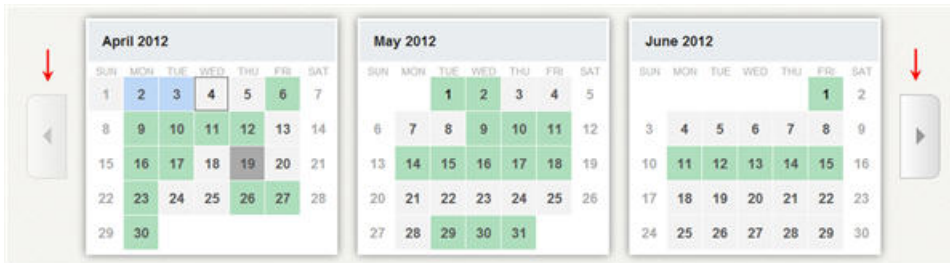 April 2012
SUN MON TUE WED THU FRI SAT
1 2 3 4 5 6 7
8 9 10 11 12 13 14
15 16 17 18 19 20 21
22 23 24 25 26 27 28
29 30
May 2012
SUN MON TUE WED THU FRI SAT
1 2 3 4 5
6 7 8 9 10 11 12
13 14 15 16 17 18 19
20 21 22 23 24 25 26
27 28 29 30 31
June 2012
SUN MON TUE WED THU FRI SAT
1 2
3 4 5 6 7 8 9
10 11 12 13 14 15 16
17 18 19 20 21 22 23
24 25 26 27 28 29 30